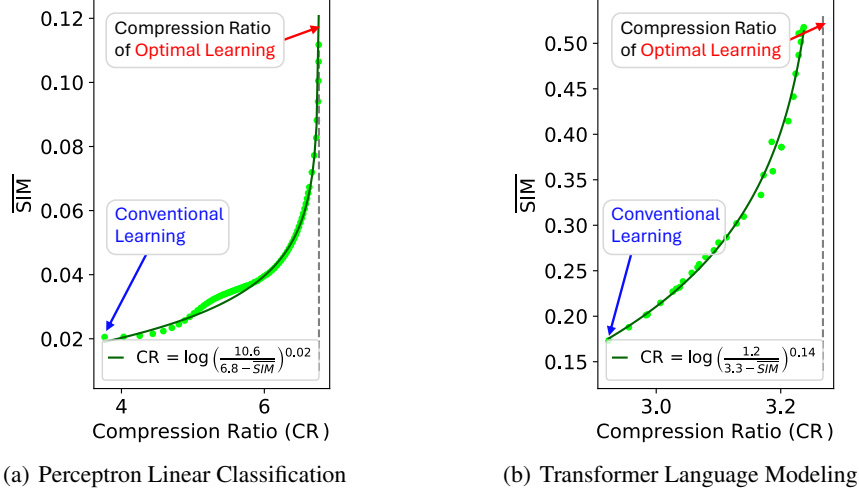 0.12
0.10
0.08
0.06
0.04
0.02
SIM
Compression Ratio
of Optimal Learning
Conventional
Learning
CR = log (10.6 / 6.8 − SIM)^0.02
4
6
Compression Ratio (CR)
(a) Perceptron Linear Classification
0.50
0.45
0.40
0.35
0.30
0.25
0.20
0.15
SIM
Compression Ratio
of Optimal Learning
Conventional
Learning
CR = log (1.2 / 3.3 − SIM)^0.14
3.0
3.2
Compression Ratio (CR)
(b) Transformer Language Modeling